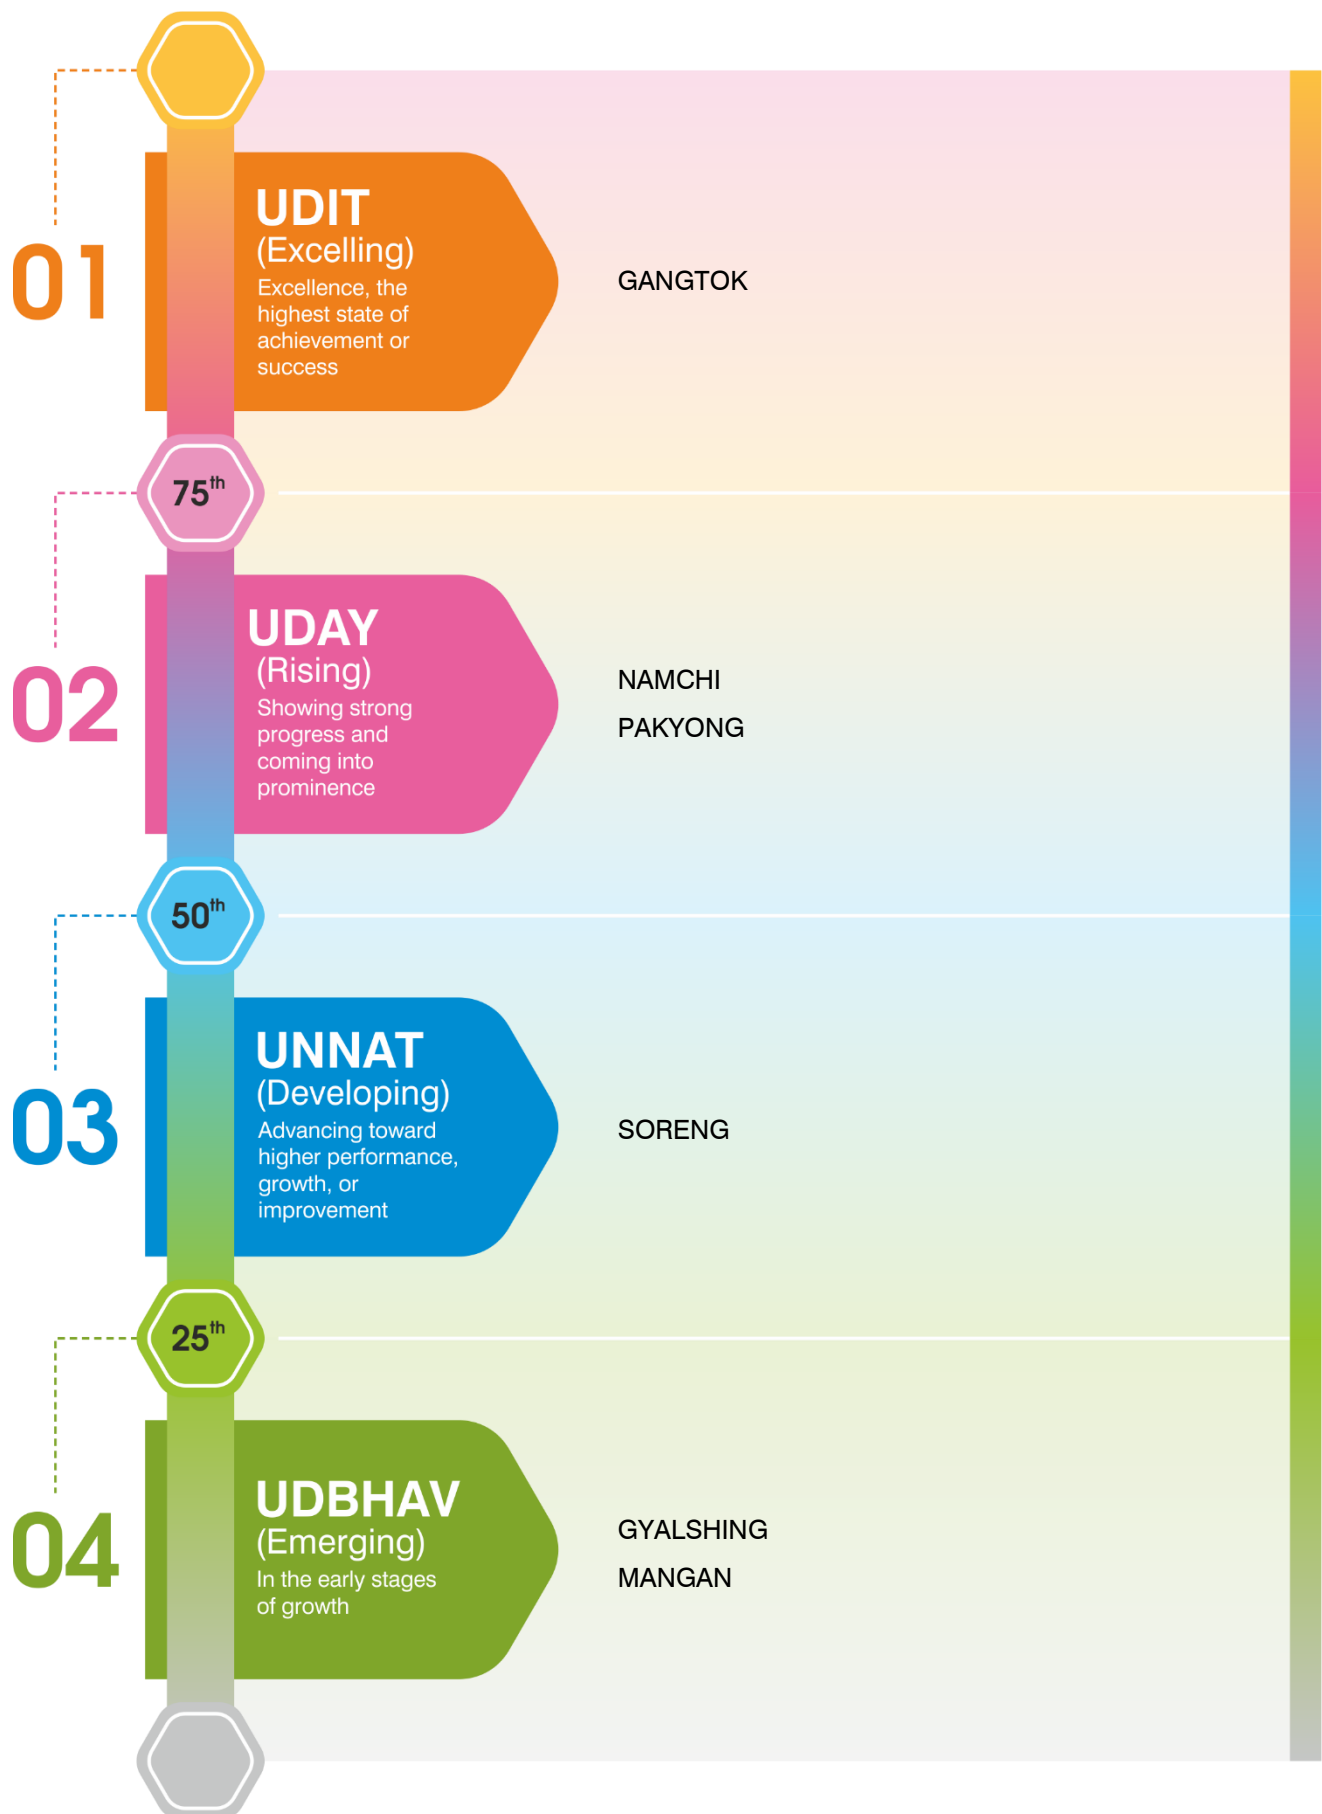 01
UDIT
(Excelling)
Excellence, the
highest state of
achievement or
success
GANGTOK
75th
02
UDAY
(Rising)
Showing strong
progress and
coming into
prominence
NAMCHI
PAKYONG
50th
03
UNNAT
(Developing)
Advancing toward
higher performance,
growth, or
improvement
SORENG
25th
04
UDBHAV
(Emerging)
In the early stages
of growth
GYALSHING
MANGAN